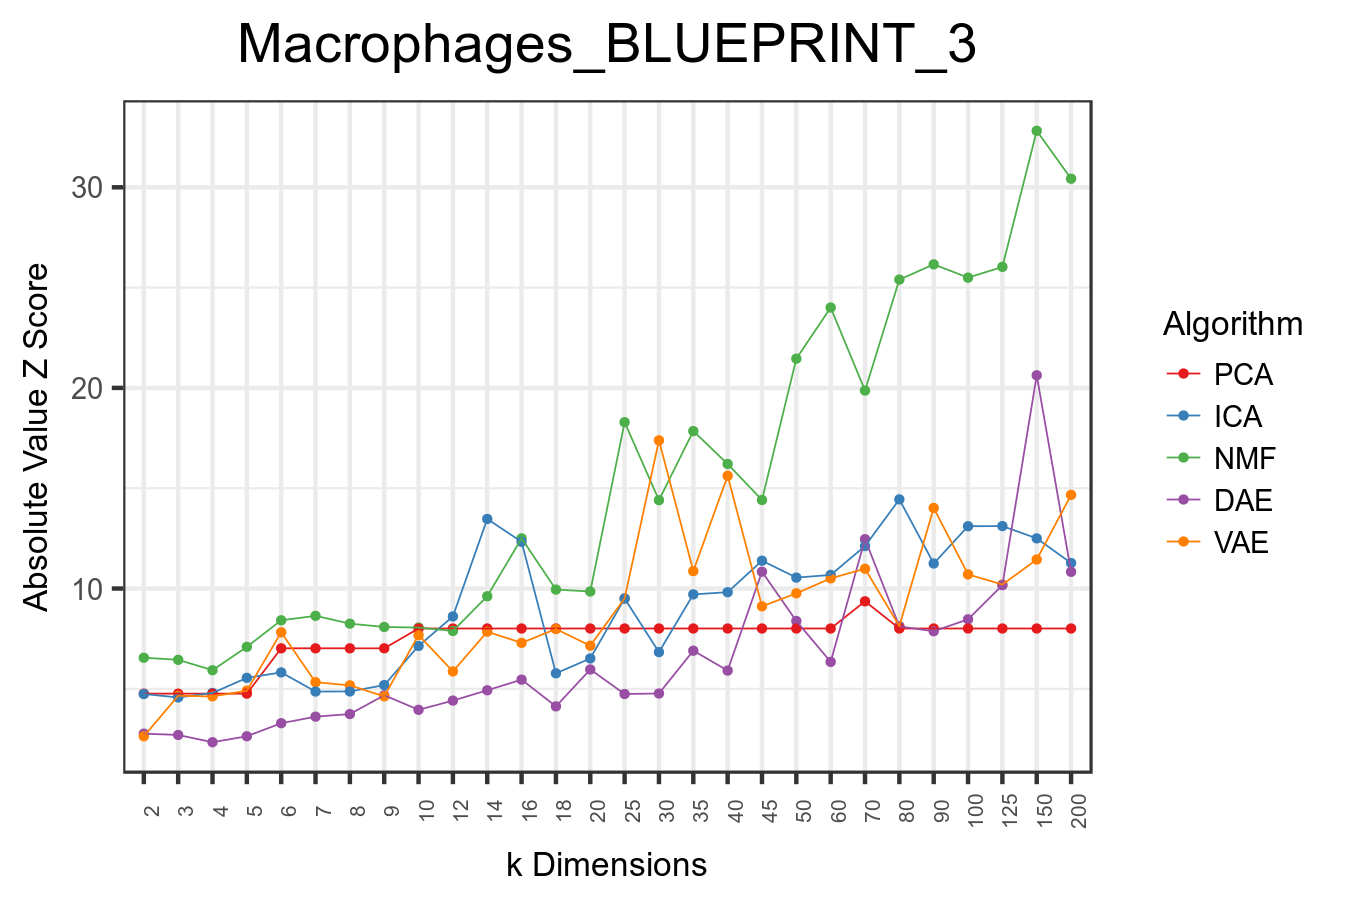 Macrophages_BLUEPRINT_3
Absolute Value Z Score
30
20
10
2 3 4 5 6 7 8 9 10 12 14 16 18 20 25 30 35 40 45 50 60 70 80 90 100 125 150 200
k Dimensions
Algorithm
PCA
ICA
NMF
DAE
VAE